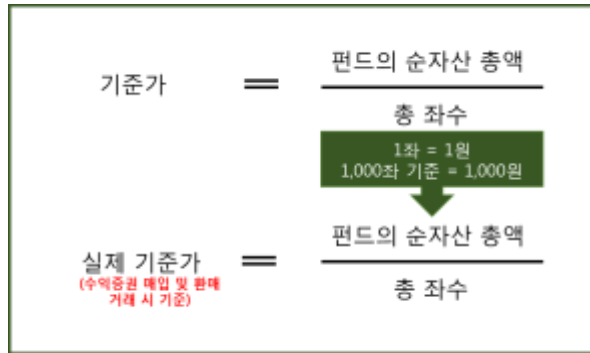 기준가
=
펀드의 순자산 총액
총 좌수
1좌 = 1원
1,000좌 기준 = 1,000원
실제 기준가
(수익증권 매입 및 환매
거래 시 기준)
=
펀드의 순자산 총액
총 좌수